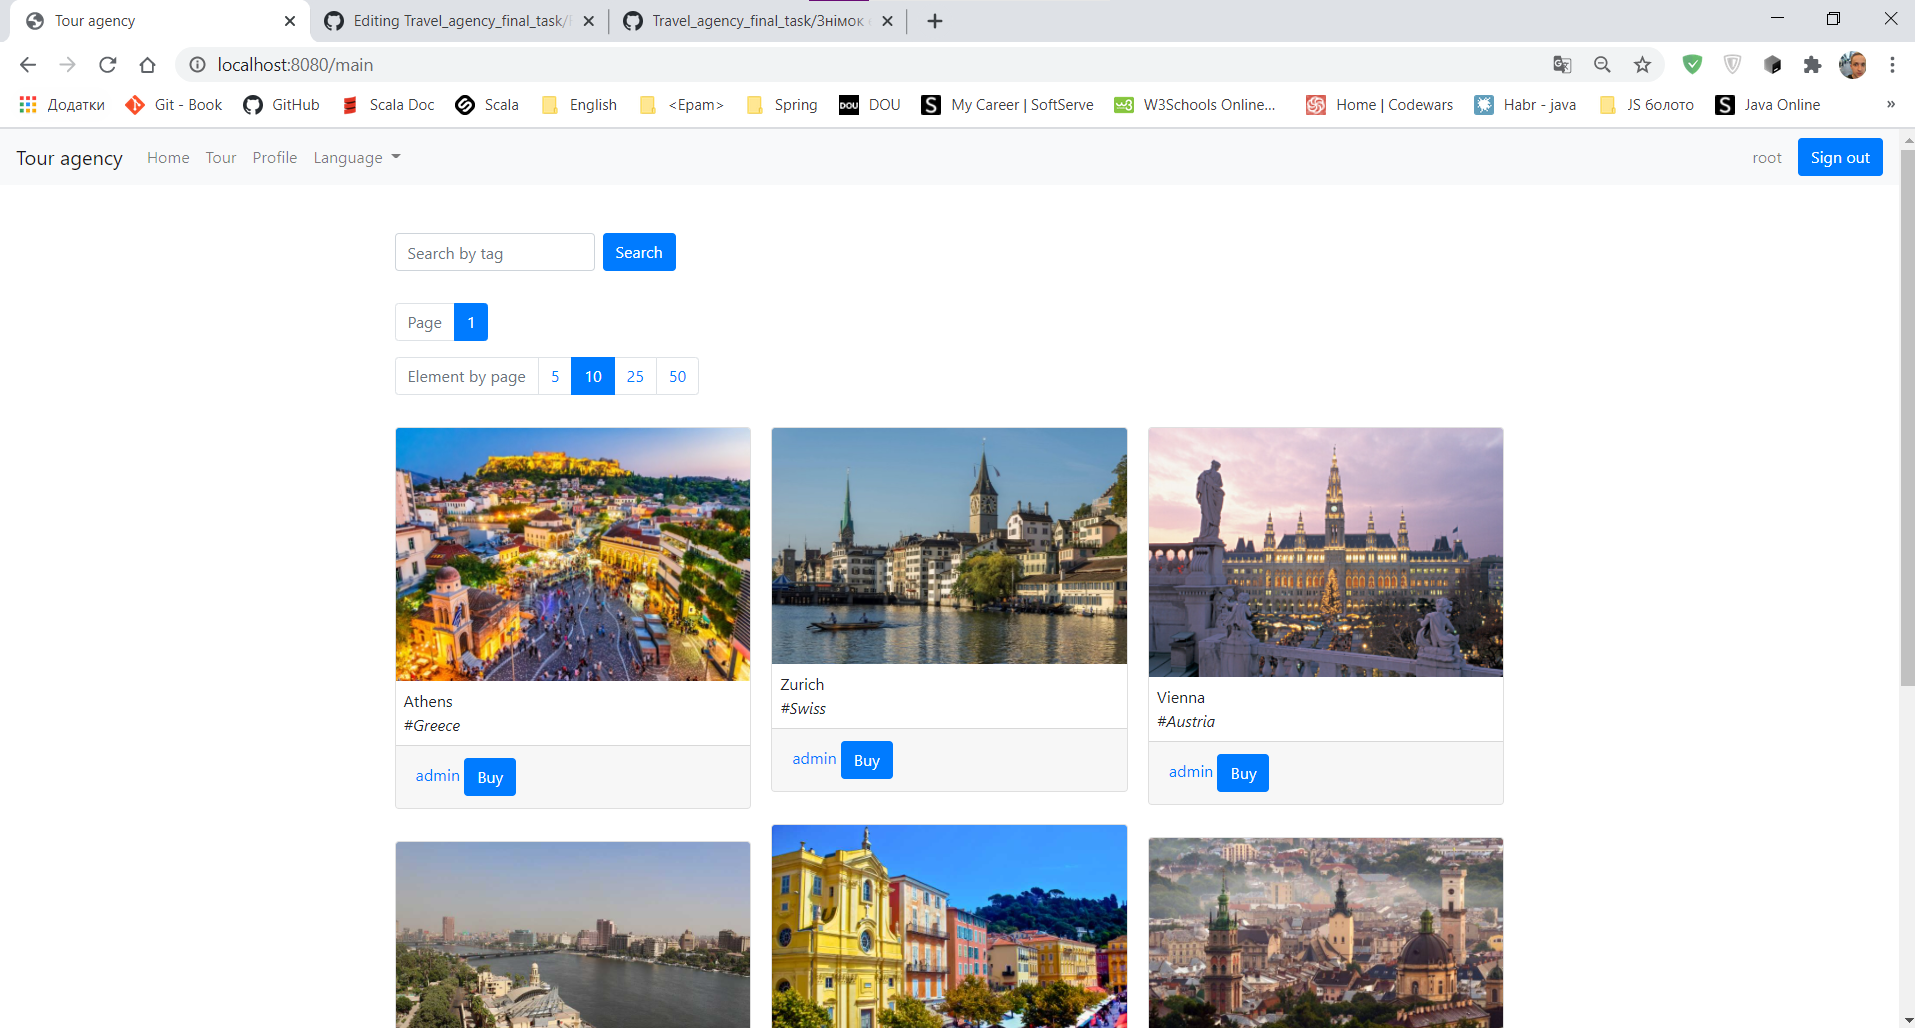 Tour agency
Editing Travel_agency_final_task/
Travel_agency_final_task/Знімок
localhost:8080/main
Додатки
Git - Book
GitHub
Scala Doc
Scala
English
<Epam>
Spring
DOU
DOU
My Career | SoftServe
W3Schools Online...
Home | Codewars
Habr - java
JS болото
Java Online
»
Tour agency
Home
Tour
Profile
Language
root
Sign out
Search by tag
Search
Page
1
Element by page
5
10
25
50
Athens
#Greece
admin
Buy
Zurich
#Swiss
admin
Buy
Vienna
#Austria
admin
Buy